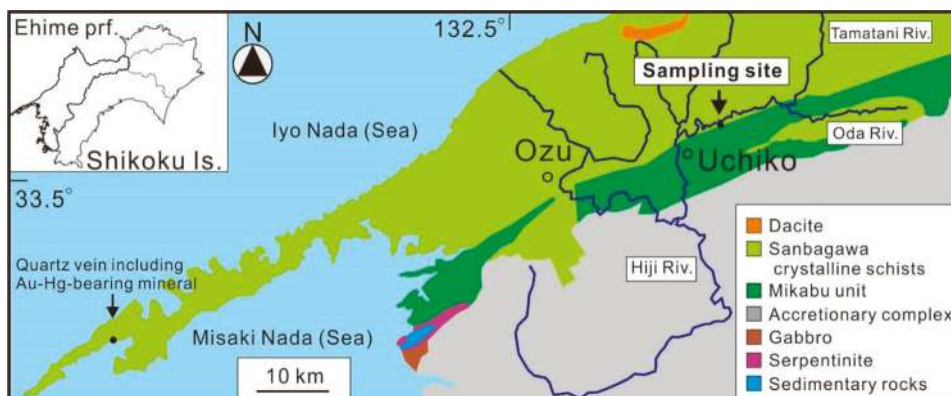 Ehime prf.
Shikoku Is.
N
132.5°
Tamatani Riv.
Sampling site
Iyo Nada (Sea)
Oda Riv.
Ozu
Uchiko
33.5°
Quartz vein including
Au-Hg-bearing mineral
Hiji Riv.
Misaki Nada (Sea)
10 km
Dacite
Sanbagawa
crystalline schists
Mikabu unit
Accretionary complex
Gabbro
Serpentinite
Sedimentary rocks